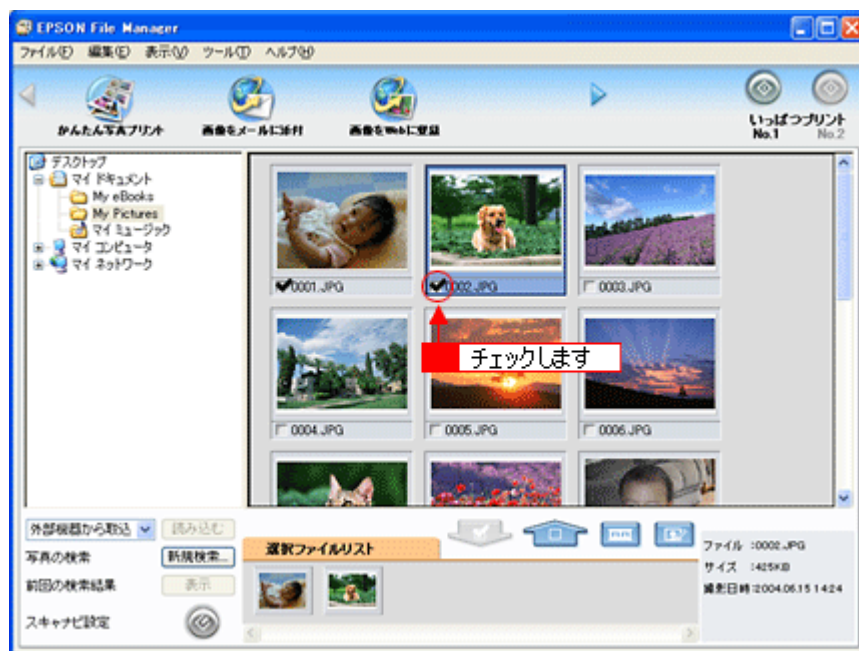 EPSON File Manager
ファイル(F) 編集(E) 表示(V) ツール(T) ヘルプ(H)
かんたん写真プリント 画像をメールに添付 画像をWebに登録 いっぱつプリント
No.1 No.2
デスクトップ
マイ ドキュメント
My eBooks
My Pictures
マイ ミュージック
マイ コンピュータ
マイ ネットワーク
0001.JPG 0002.JPG 0003.JPG
チェックします
0004.JPG 0005.JPG 0006.JPG
外部機器から取込 読み込む
写真の検索 新規検索...
前回の検索結果 表示
スキャナビ設定
選択ファイルリスト
ファイル :0002.JPG
サイズ :425KB
撮影日時:2004.06.15 14:24